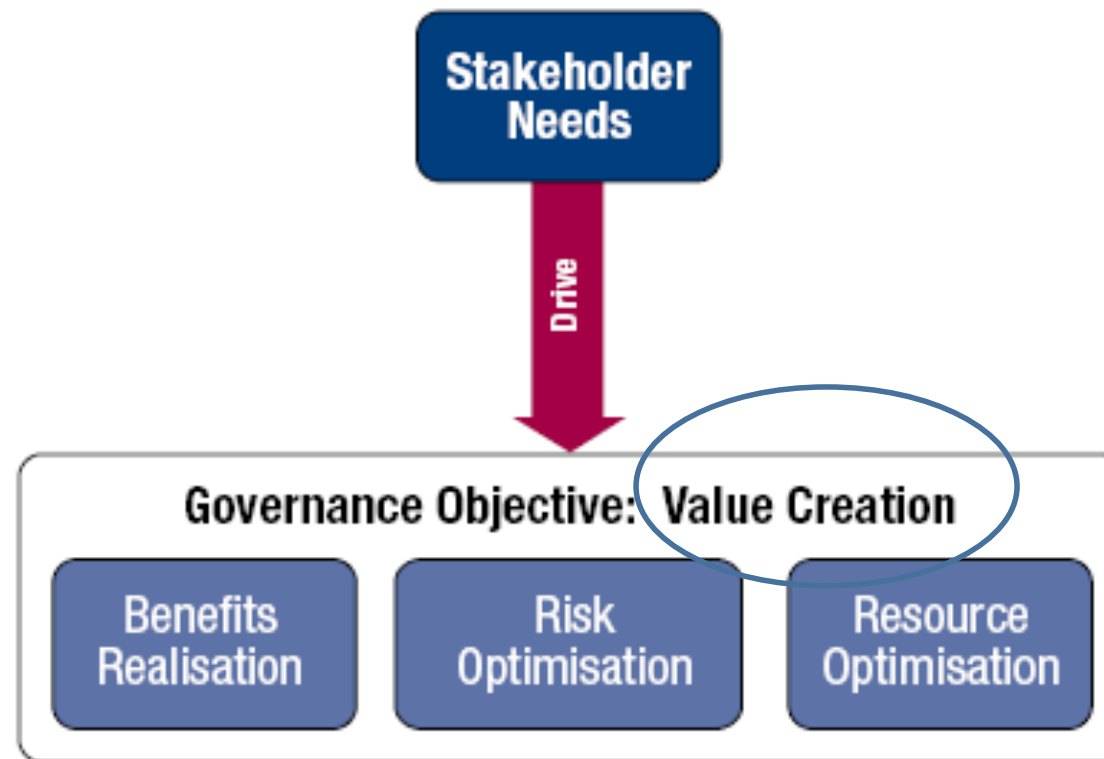 Stakeholder
Needs
Drive
Governance Objective: Value Creation
Benefits
Realisation
Risk
Optimisation
Resource
Optimisation